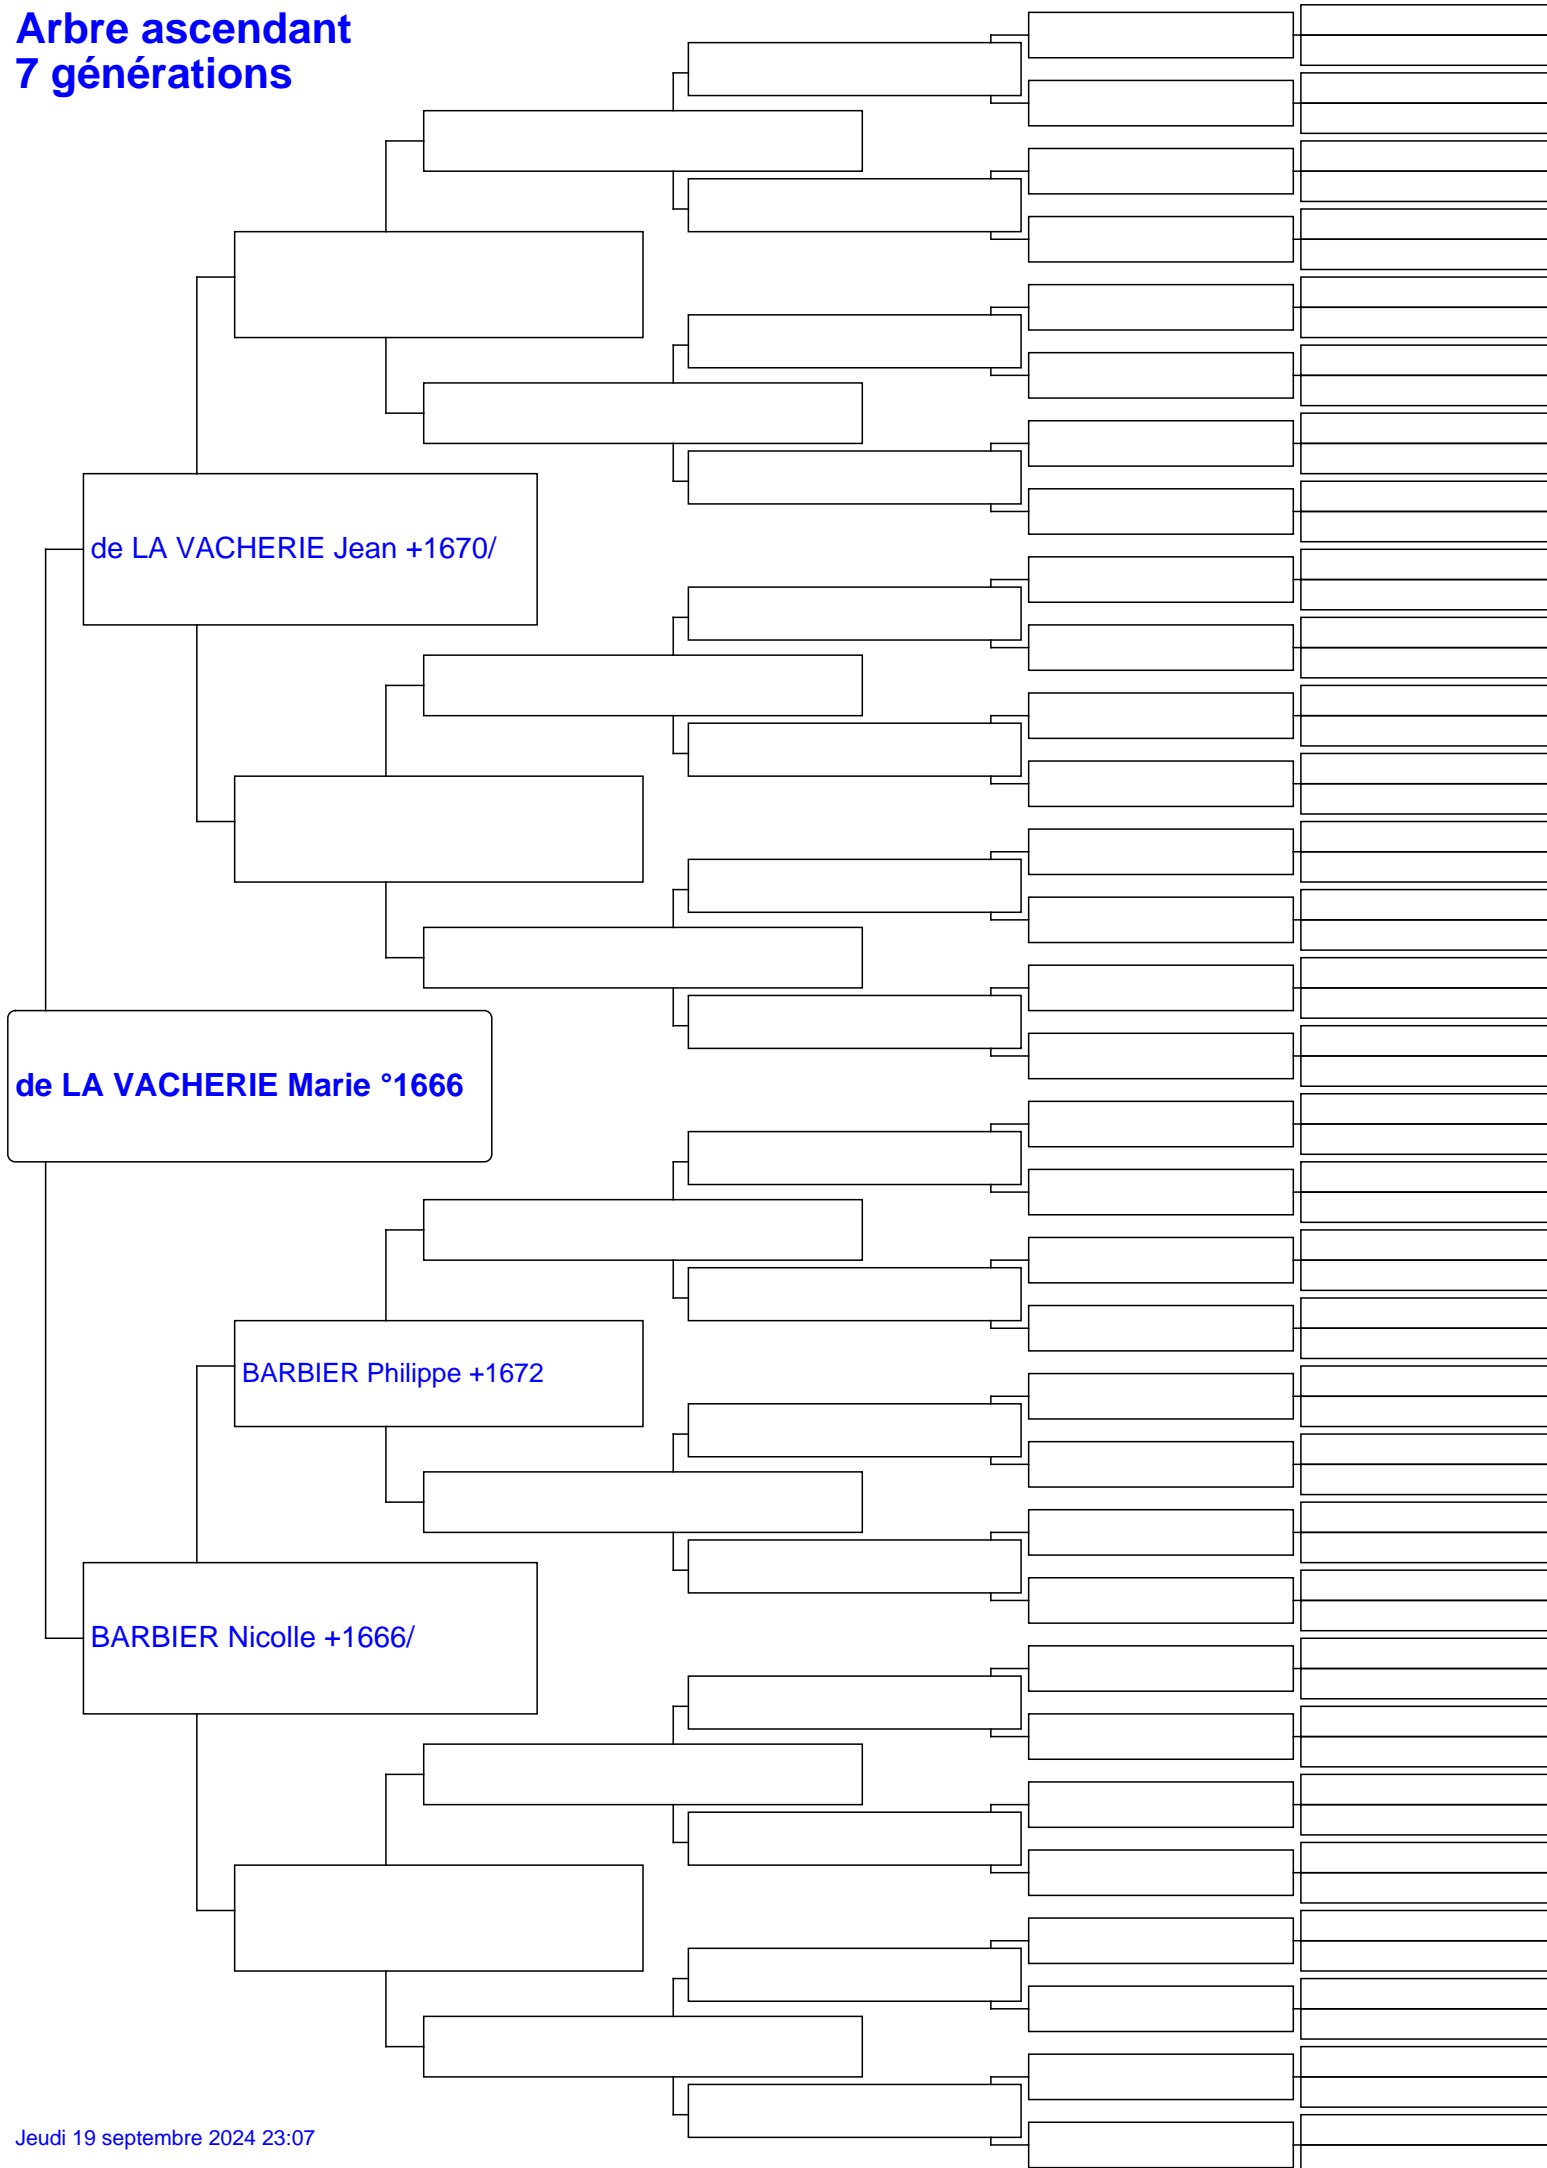 Arbre ascendant
7 générations
de LA VACHERIE Jean +1670/
de LA VACHERIE Marie °1666
BARBIER Philippe +1672
BARBIER Nicolle +1666/
Jeudi 19 septembre 2024 23:07